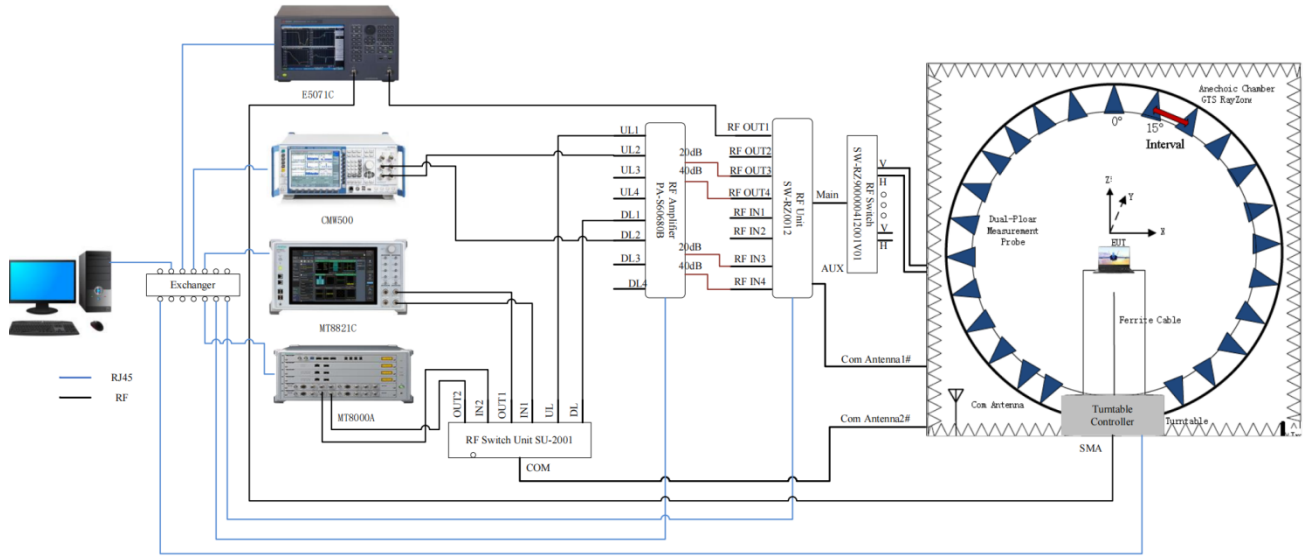 E5071C
CMW500
MT8821C
MT8000A
Exchanger
RJ45
RF
OUT2
IN2
OUT1
IN1
UL
DL
RF Switch Unit SU-2001
COM
UL1
UL2
UL3
UL4
DL1
DL2
DL3
DL4
RF Amplifier
PA-860680B
20dB
40dB
20dB
40dB
RF OUT1
RF OUT2
RF OUT3
RF OUT4
RF IN1
RF IN2
RF IN3
RF IN4
RF Unit
SW-RZ0012
Main
AUX
RF Switch
V
H
V
H
Com Antenna1#
Com Antenna2#
Anechoic Chamber
GTS RayZone
0°
15°
Interval
Dual-Ploar
Measurement
Probe
Z
Y
X
EUT
Ferrite Cable
Com Antenna
Turntable
Controller
Turntable
SMA